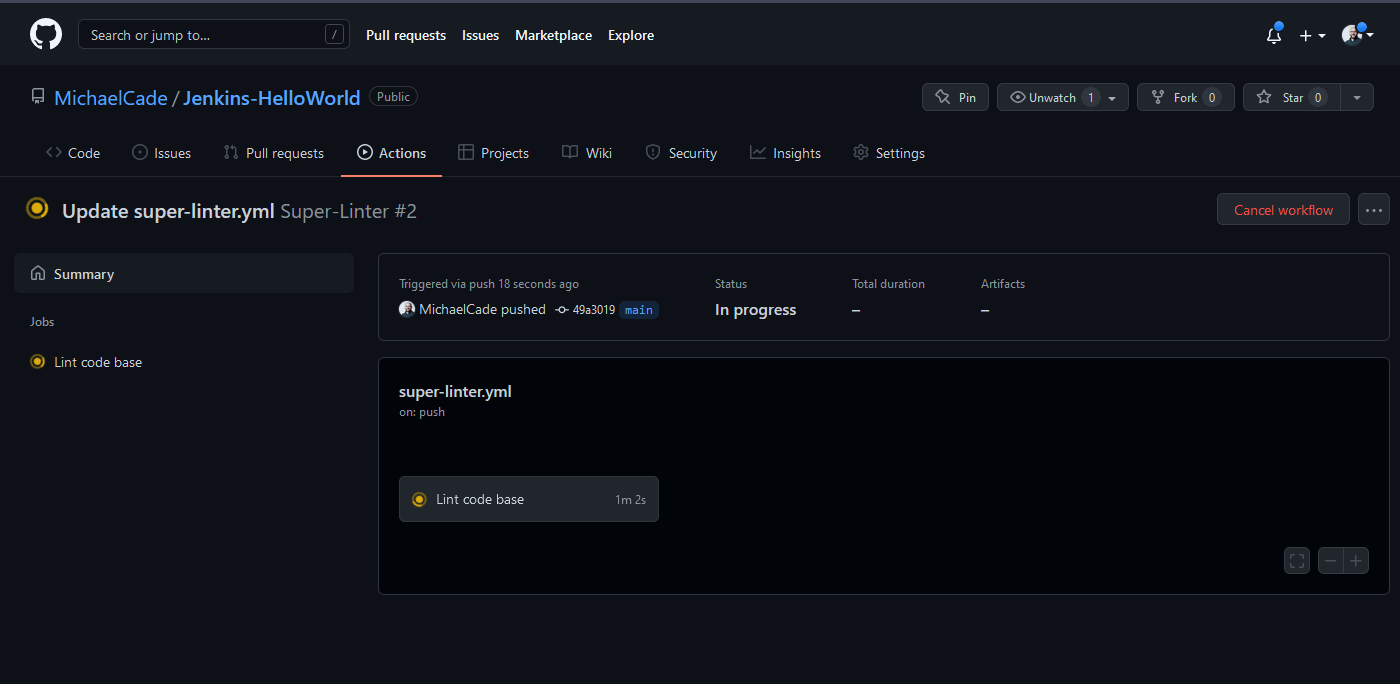 Search or jump to... / Pull requests Issues Marketplace Explore
MichaelCade / Jenkins-HelloWorld Public Pin Unwatch 1 Fork 0 Star 0
Code Issues Pull requests Actions Projects Wiki Security Insights Settings
Update super-linter.yml Super-Linter #2 Cancel workflow
Summary
Jobs
Lint code base
Triggered via push 18 seconds ago Status Total duration Artifacts
MichaelCade pushed 49a3019 main In progress – –
super-linter.yml
on: push
Lint code base 1m 2s